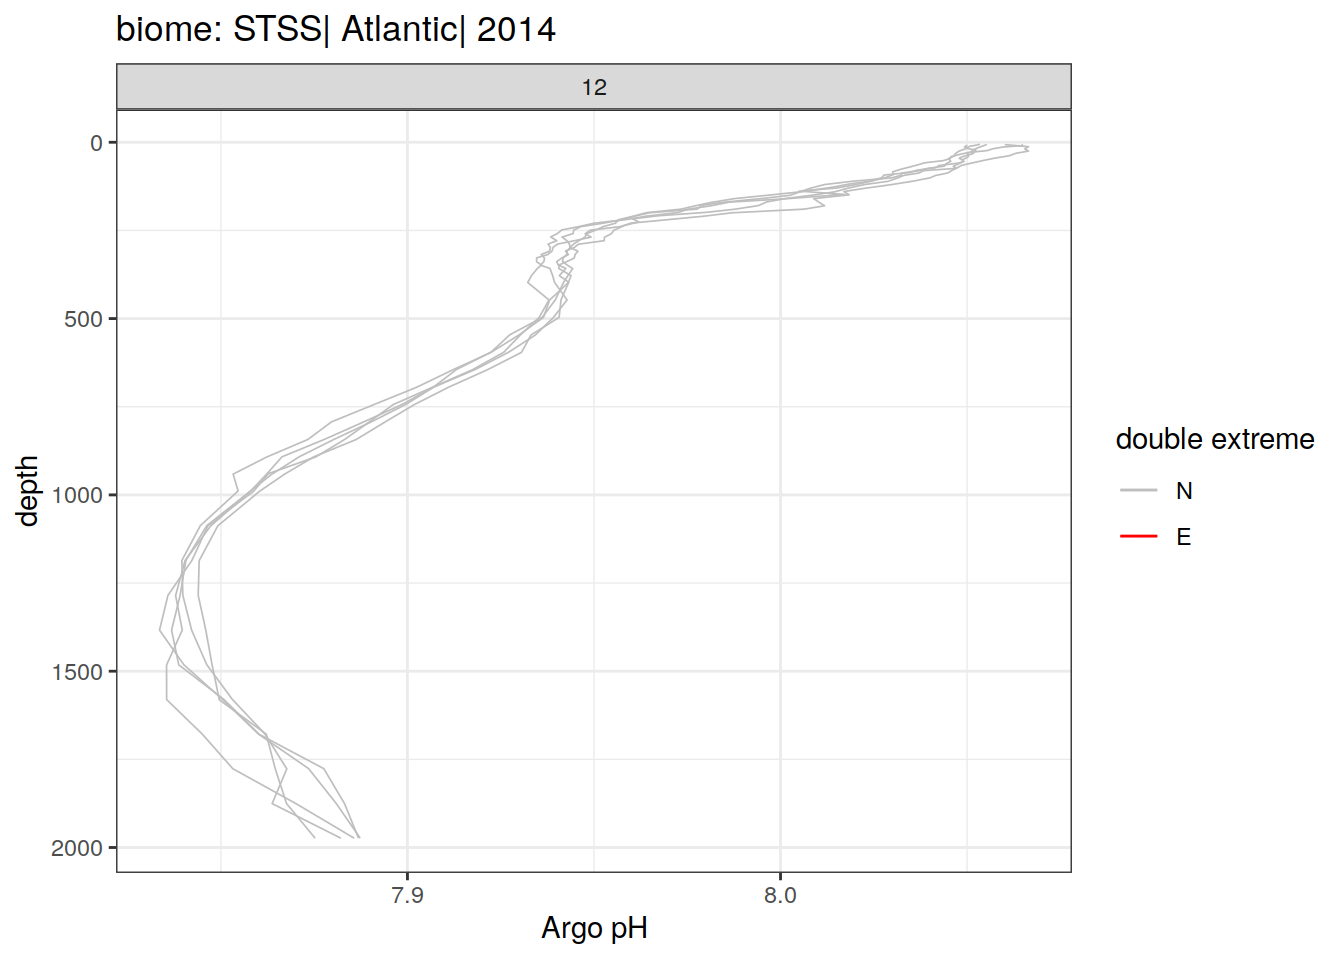 biome: STSS| Atlantic| 2014
12
0
500
1000
1500
2000
depth
7.9
8.0
Argo pH
double extreme
N
E